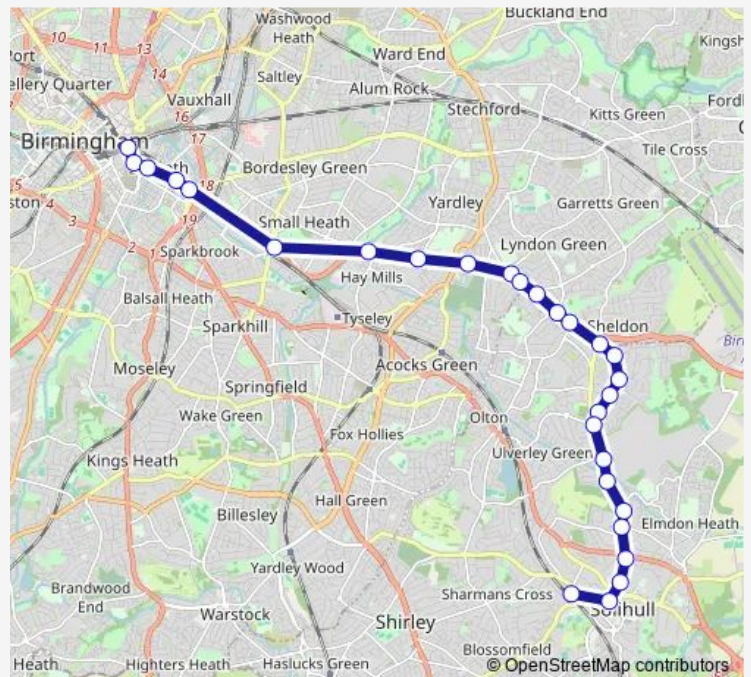 Buckland End
Washwood
Heath
Kingsh
10
11
13
Ward End
Port
14
Saltley
ellery Quarter
Alum Rock
Vauxhall
Stechford
Kitts Green
Fordl
16
17
Birmingham
Tile Cross
Bordesley Green
5
18
ston
4
Yardley
Garretts Green
3
19
Small Heath
2
1
Sparkbrook
Lyndon Green
Hay Mills
Balsall Heath
Tyseley
Sparkhill
Sheldon
Bir
Moseley
Acocks Green
Springfield
Wake Green
Olton
Fox Hollies
Ulverley Green
Kings Heath
Hall Green
Billesley
Elmdon Heath
Yardley Wood
Brandwood
End
Sharmans Cross
Warstock
Solihull
Shirley
Blossomfield
Heath
Highters Heath
Haslucks Green
© OpenStreetMap contributors